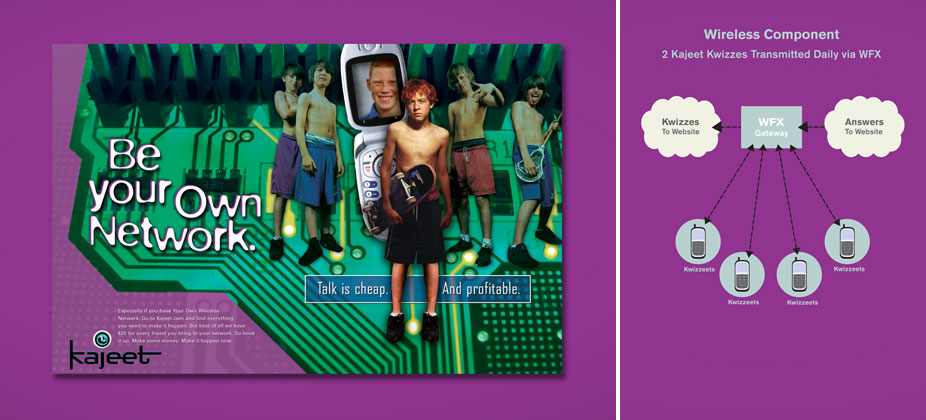 Be
your Own
Network.
Talk is cheap. And profitable.
Especially if you have Your Own Wireless
Network. Go to Kajeet.com and find everything
you need to make it happen. But best of all we have
$25 for every friend you bring to your network. So book
it up. Make some money. Make it happen now.
kajeet
Wireless Component
2 Kajeet Kwizzes Transmitted Daily via WFX
Kwizzes
To Website
WFX
Gateway
Answers
To Website
Kwizzeets
Kwizzeets
Kwizzeets
Kwizzeets